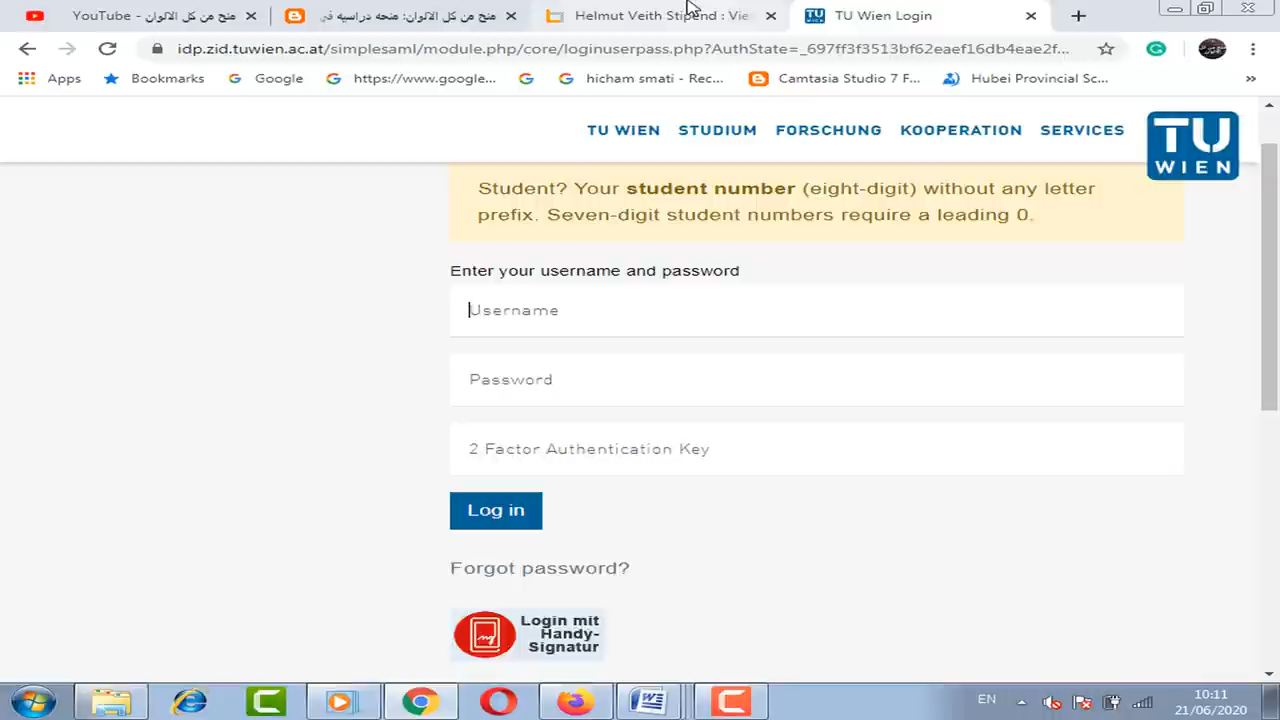 منح من كل الالوان - YouTube
منح من كل الالوان: منحه دراسيه في
Helmut Veith Stipend : Vie
TU Wien Login
idp.zid.tuwien.ac.at/simplesaml/module.php/core/loginuserpass.php?AuthState=_697ff3f3513bf62eaef16db4eae2f...
Apps Bookmarks Google https://www.google... hicham smati - Rec... Camtasia Studio 7 F... Hubei Provincial Sc... »
TU WIEN STUDIUM FORSCHUNG KOOPERATION SERVICES
TU
WIEN
Student? Your student number (eight-digit) without any letter
prefix. Seven-digit student numbers require a leading 0.
Enter your username and password
Username
Password
2 Factor Authentication Key
Log in
Forgot password?
Login mit
Handy-
Signatur
EN
10:11
21/06/2020